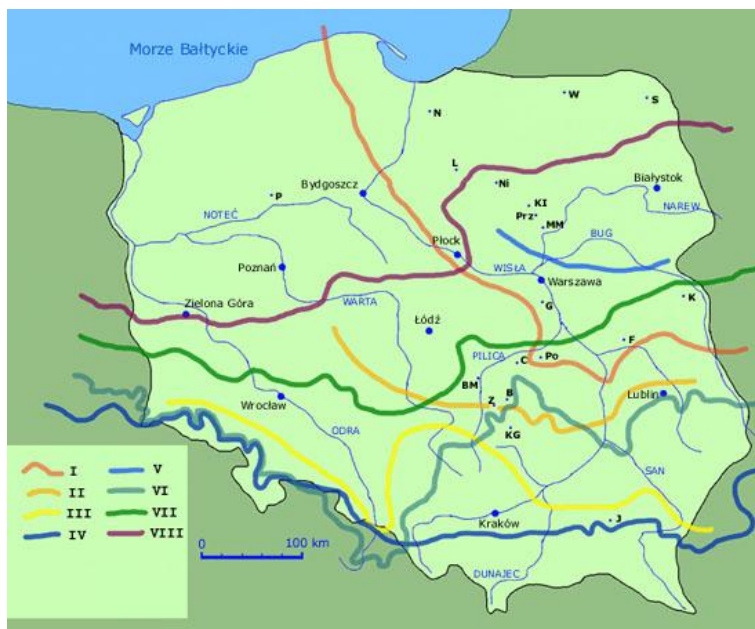 Morze Bałtyckie
W
S
N
L
Ni
Białystok
Bydgoszcz
P
KI
Prz
NAREW
NOTEĆ
MM
BUG
Płock
Poznań
WISŁA
Warszawa
K
Zielona Góra
WARTA
G
Łódź
F
PILICA
Po
C
BM
B
Z
Lublin
Wrocław
KG
ODRA
I
V
II
VI
SAN
III
VII
IV
VIII
Kraków
J
0
100 km
DUNAJEC